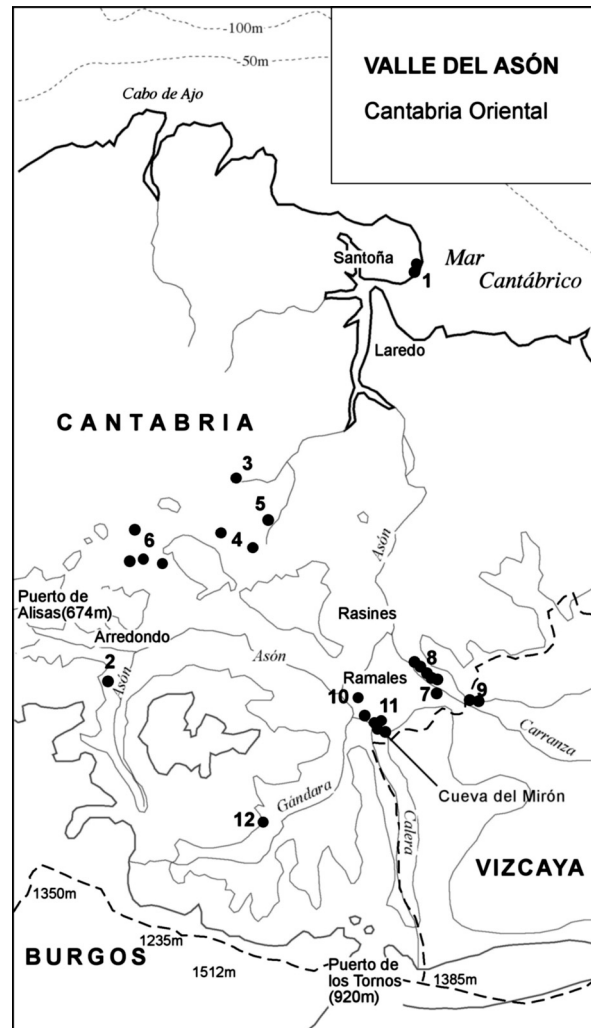 -100m
-50m
VALLE DEL ASÓN
Cantabria Oriental
Cabo de Ajo
Santoña
Mar
Cantábrico
1
Laredo
CANTABRIA
3
5
4
6
Asón
Puerto de
Alisas(674m)
Arredondo
Rasines
2
Asón
Asón
Ramales
8
7
9
10
11
Carranza
Cueva del Mirón
Gándara
12
Calera
VIZCAYA
1350m
1235m
BURGOS
1512m
Puerto de
los Tornos
(920m)
1385m